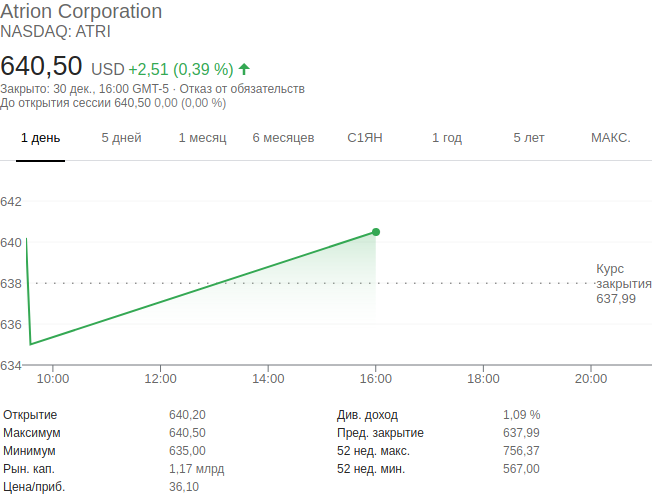 Atrion Corporation
NASDAQ: ATRI
640,50 USD +2,51 (0,39 %)
Закрыто: 30 дек., 16:00 GMT-5 · Отказ от обязательств
До открытия сессии 640,50 0,00 (0,00 %)
1 день 5 дней 1 месяц 6 месяцев С1ЯН 1 год 5 лет МАКС.
642
640
638
636
634
Курс
закрытия
637,99
10:00 12:00 14:00 16:00 18:00 20:00
Открытие 640,20 Див. доход 1,09 %
Максимум 640,50 Пред. закрытие 637,99
Минимум 635,00 52 нед. макс. 756,37
Рын. кап. 1,17 млрд 52 нед. мин. 567,00
Цена/приб. 36,10